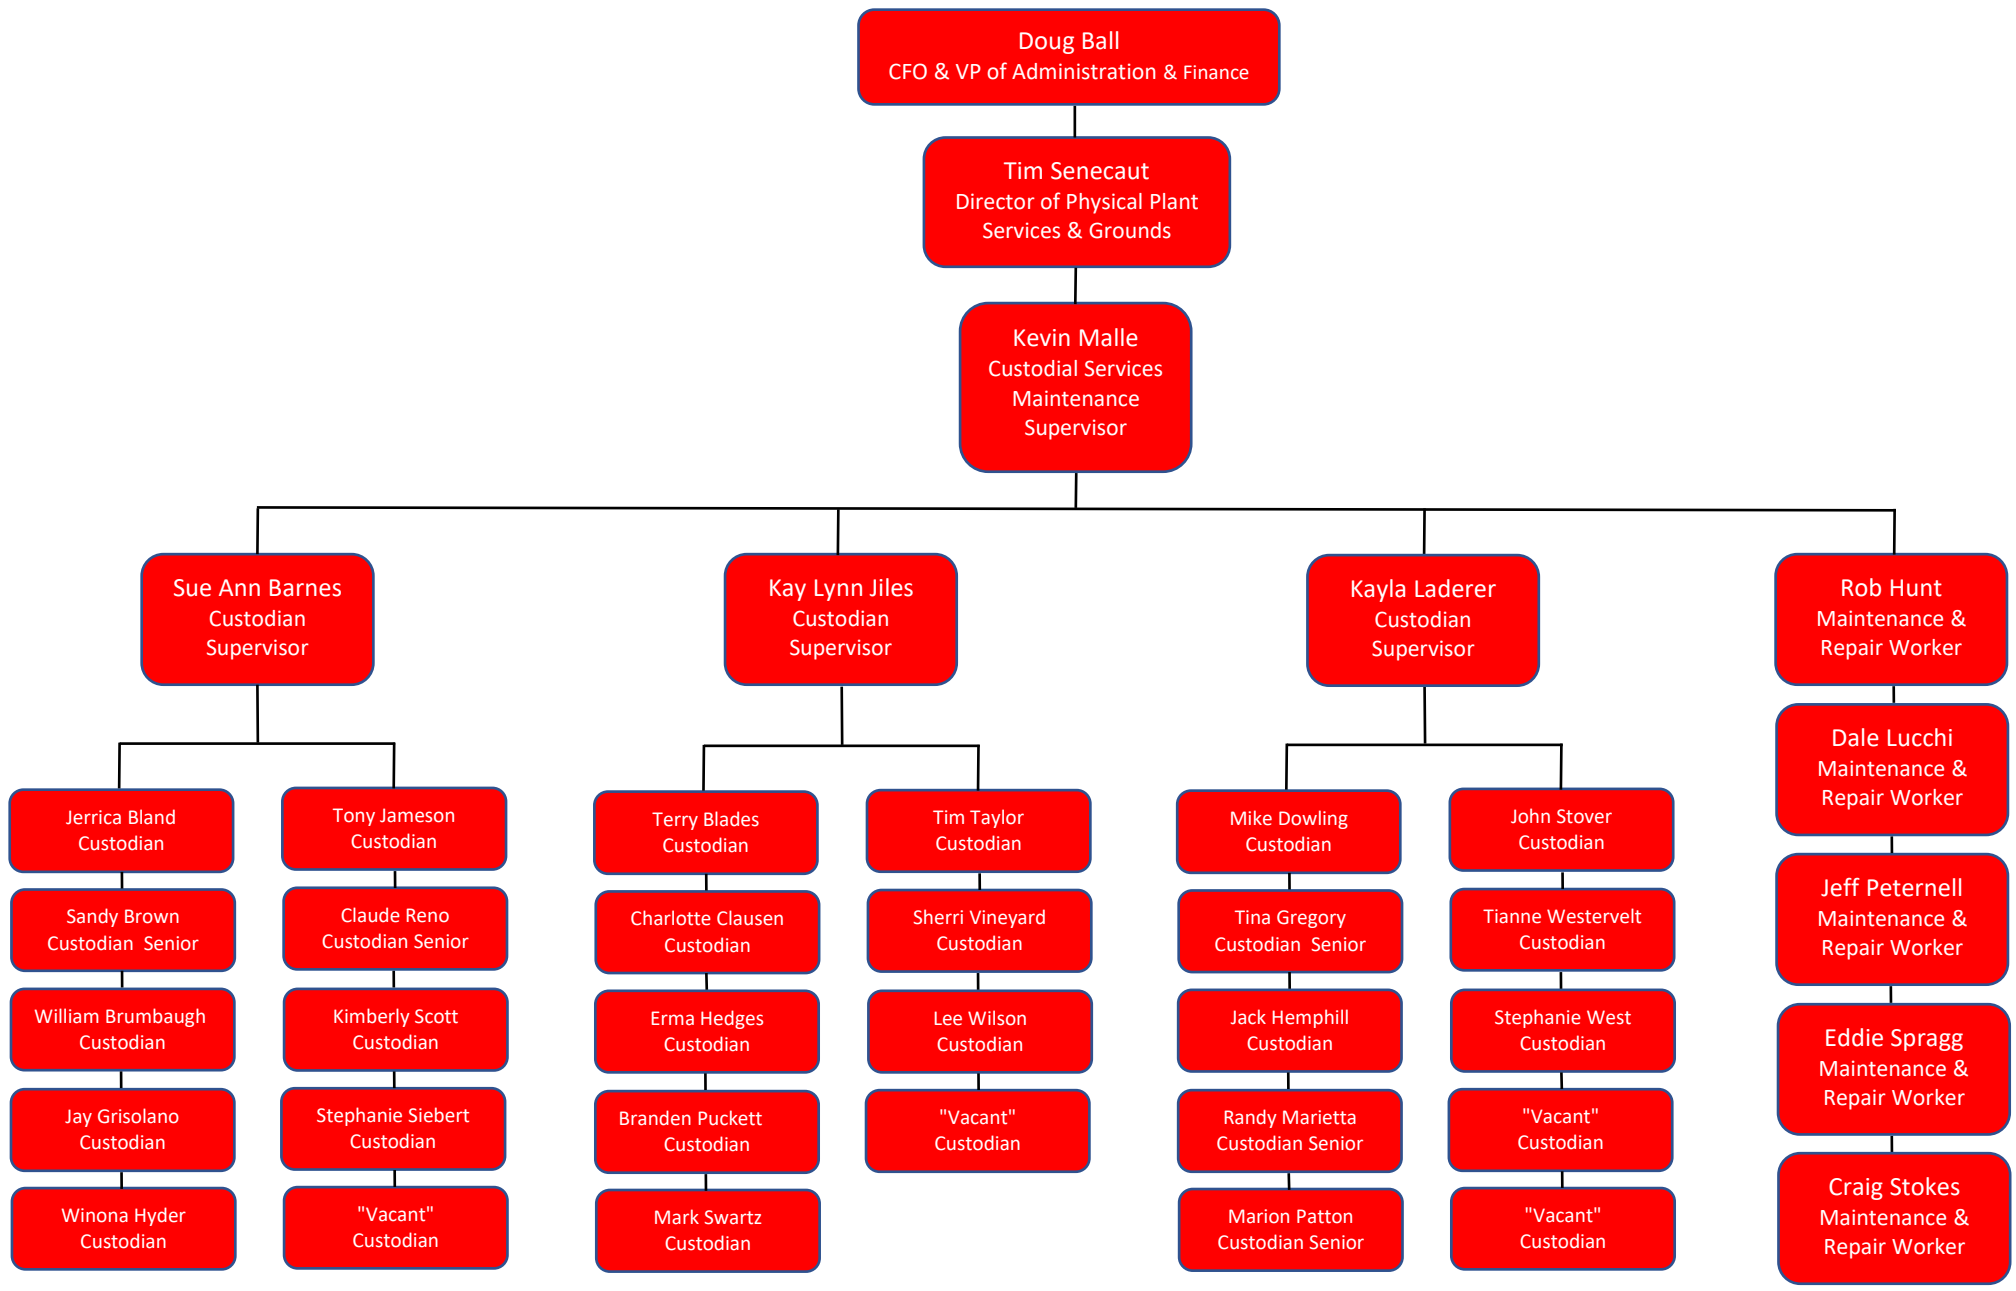 Doug Ball
CFO & VP of Administration & Finance
Tim Senecaut
Director of Physical Plant
Services & Grounds
Kevin Malle
Custodial Services
Maintenance
Supervisor
Sue Ann Barnes
Custodian
Supervisor
Jerrica Bland
Custodian
Sandy Brown
Custodian  Senior
William Brumbaugh
Custodian
Jay Grisolano
Custodian
Winona Hyder
Custodian
Tony Jameson
Custodian
Claude Reno
Custodian Senior
Kimberly Scott
Custodian
Stephanie Siebert
Custodian
"Vacant"
Custodian
Kay Lynn Jiles
Custodian
Supervisor
Terry Blades
Custodian
Charlotte Clausen
Custodian
Erma Hedges
Custodian
Branden Puckett
Custodian
Mark Swartz
Custodian
Tim Taylor
Custodian
Sherri Vineyard
Custodian
Lee Wilson
Custodian
"Vacant"
Custodian
Kayla Laderer
Custodian
Supervisor
Mike Dowling
Custodian
Tina Gregory
Custodian  Senior
Jack Hemphill
Custodian
Randy Marietta
Custodian Senior
Marion Patton
Custodian Senior
John Stover
Custodian
Tianne Westervelt
Custodian
Stephanie West
Custodian
"Vacant"
Custodian
"Vacant"
Custodian
Rob Hunt
Maintenance &
Repair Worker
Dale Lucchi
Maintenance &
Repair Worker
Jeff Peternell
Maintenance &
Repair Worker
Eddie Spragg
Maintenance &
Repair Worker
Craig Stokes
Maintenance &
Repair Worker